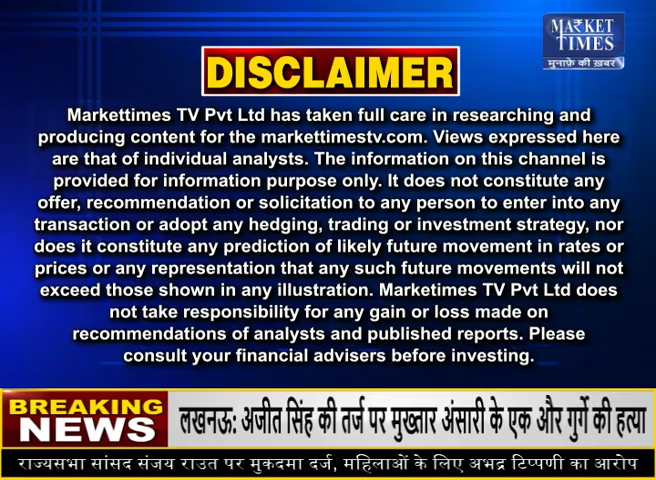 MARKET
TIMES
मुनाफ़े की ख़बर
DISCLAIMER
Markettimes TV Pvt Ltd has taken full care in researching and
producing content for the markettimestv.com. Views expressed here
are that of individual analysts. The information on this channel is
provided for information purpose only. It does not constitute any
offer, recommendation or solicitation to any person to enter into any
transaction or adopt any hedging, trading or investment strategy, nor
does it constitute any prediction of likely future movement in rates or
prices or any representation that any such future movements will not
exceed those shown in any illustration. Marketimes TV Pvt Ltd does
not take responsibility for any gain or loss made on
recommendations of analysts and published reports. Please
consult your financial advisers before investing.
BREAKING
NEWS
लखनऊ: अजीत सिंह की तर्ज पर मुख्तार अंसारी के एक और गुर्गे की हत्या
राज्यसभा सांसद संजय राउत पर मुकदमा दर्ज, महिलाओं के लिए अभद्र टिप्पणी का आरोप